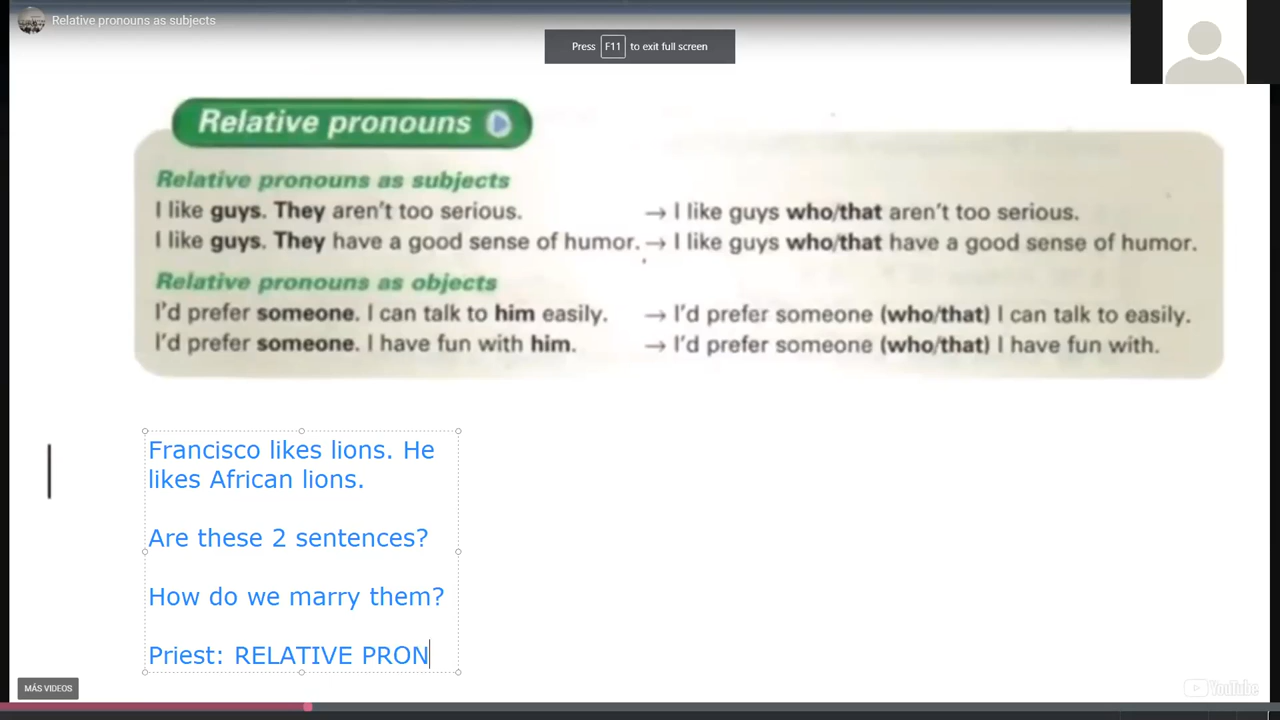 Relative pronouns as subjects
Press F11 to exit full screen
Relative pronouns
Relative pronouns as subjects
I like guys. They aren't too serious. → I like guys who/that aren't too serious.
I like guys. They have a good sense of humor. → I like guys who/that have a good sense of humor.
Relative pronouns as objects
I'd prefer someone. I can talk to him easily. → I'd prefer someone (who/that) I can talk to easily.
I'd prefer someone. I have fun with him. → I'd prefer someone (who/that) I have fun with.
Francisco likes lions. He
likes African lions.
Are these 2 sentences?
How do we marry them?
Priest: RELATIVE PRON
MÁS VIDEOS
YouTube